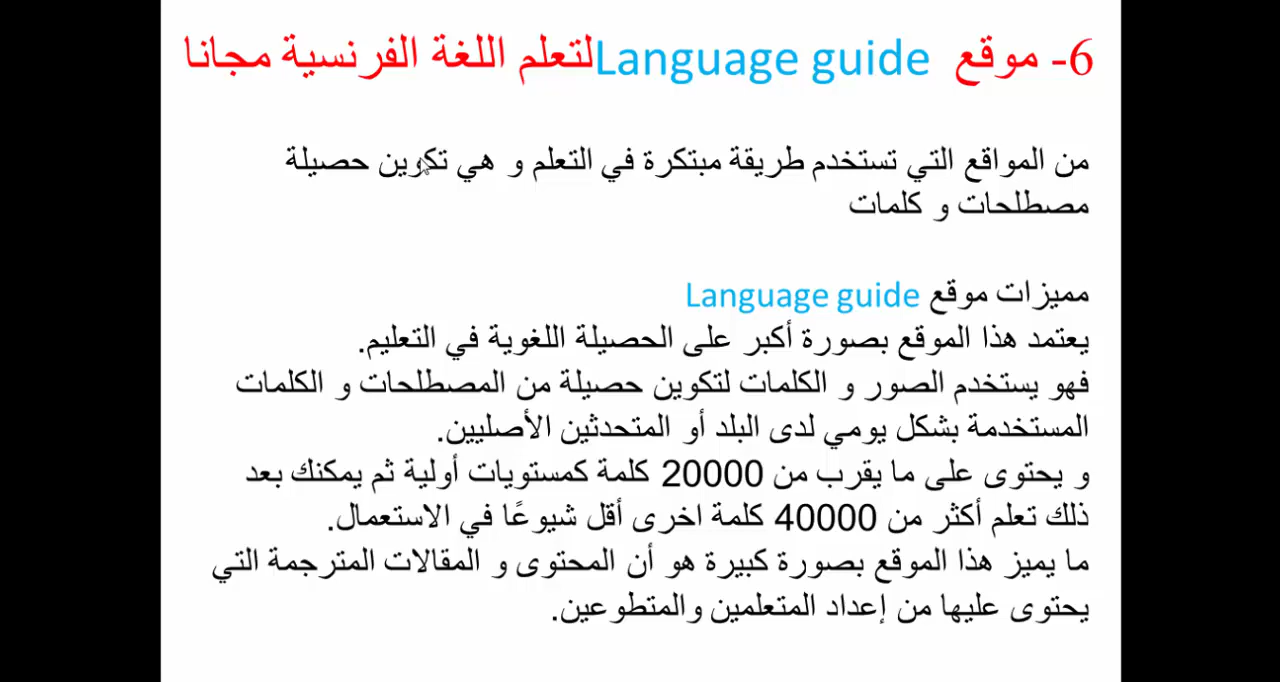 6- موقع Language guide لتعلم اللغة الفرنسية مجانا
من المواقع التي تستخدم طريقة مبتكرة في التعلم و هي تكوين حصيلة
مصطلحات و كلمات
مميزات موقع Language guide
يعتمد هذا الموقع بصورة أكبر على الحصيلة اللغوية في التعليم.
فهو يستخدم الصور و الكلمات لتكوين حصيلة من المصطلحات و الكلمات
المستخدمة بشكل يومي لدى البلد أو المتحدثين الأصليين.
و يحتوى على ما يقرب من 20000 كلمة كمستويات أولية ثم يمكنك بعد
ذلك تعلم أكثر من 40000 كلمة اخرى أقل شيوعًا في الاستعمال.
ما يميز هذا الموقع بصورة كبيرة هو أن المحتوى و المقالات المترجمة التي
يحتوى عليها من إعداد المتعلمين والمتطوعين.